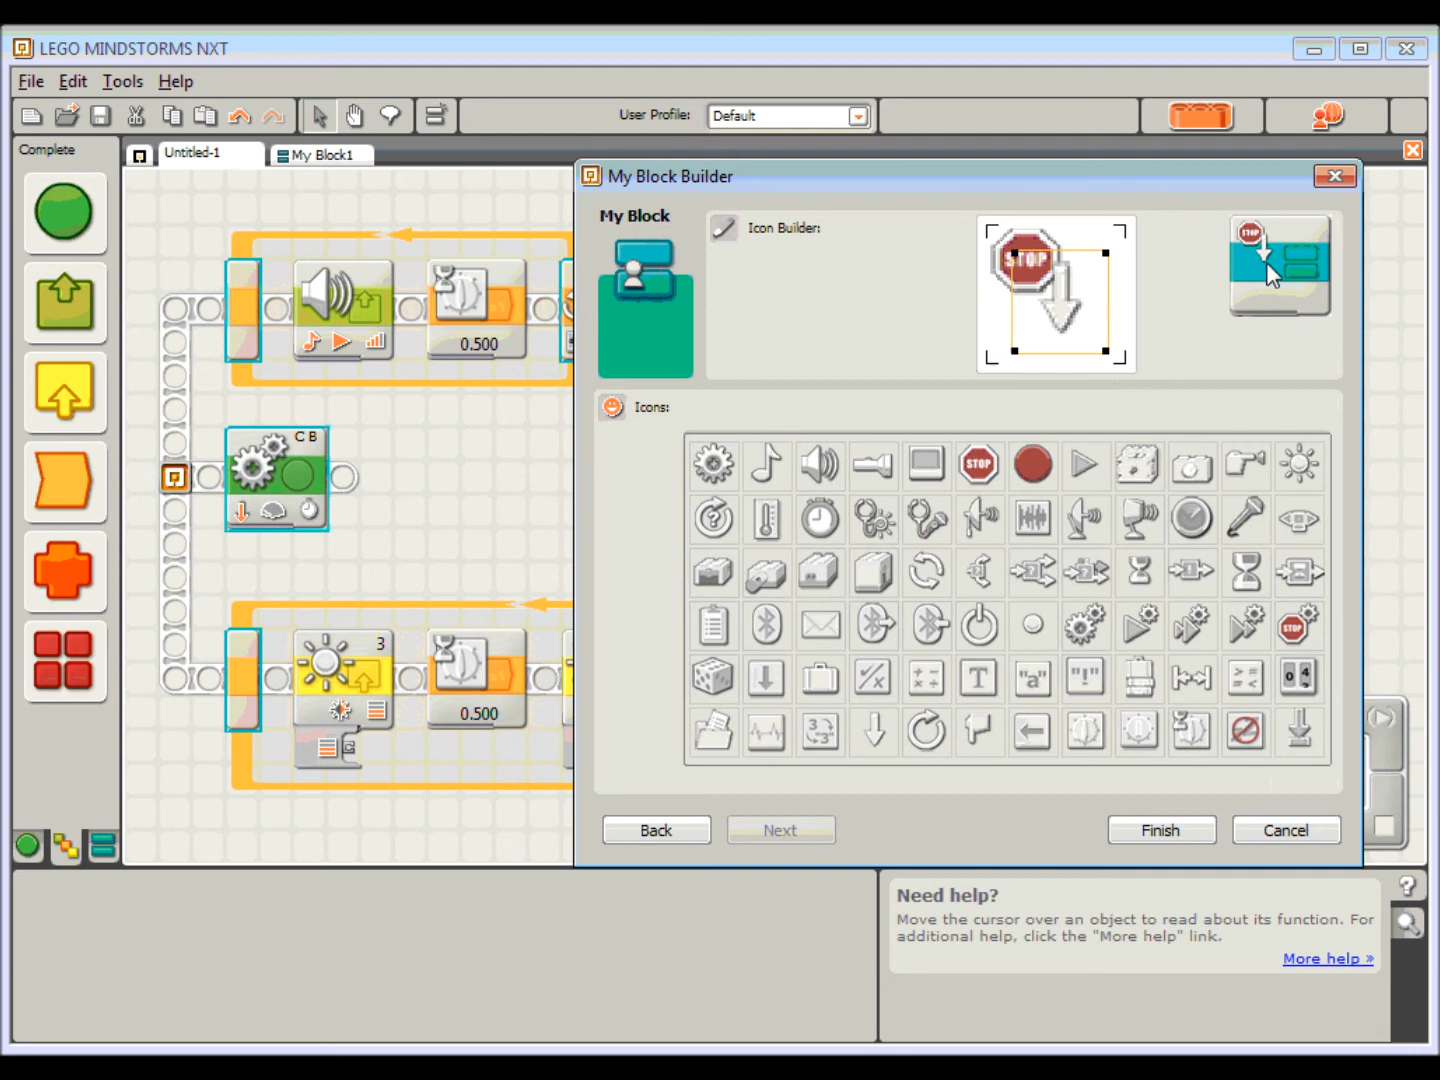 LEGO MINDSTORMS NXT
File Edit Tools Help
User Profile: Default
Complete
Untitled-1
My Block1
My Block Builder
My Block
Icon Builder:
STOP
STOP
0.500
C B
Icons:
STOP
3
0.500
STOP
T
"a"
"!"
Back
Next
Finish
Cancel
Need help?
Move the cursor over an object to read about its function. For
additional help, click the "More help" link.
More help »